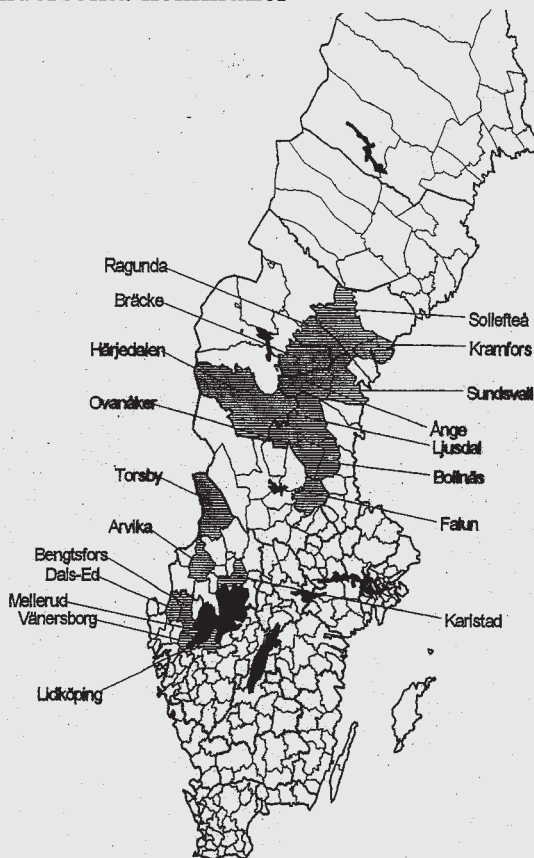 Ragunda
Bräcke
Härjedalen
Ovanåker
Torsby
Arvika
Bengtsfors
Dals-Ed
Mellerud
Vänersborg
Lidköping
Sollefteå
Kramfors
Sundsvall
Ånge
Ljusdal
Bollnäs
Falun
Karlstad